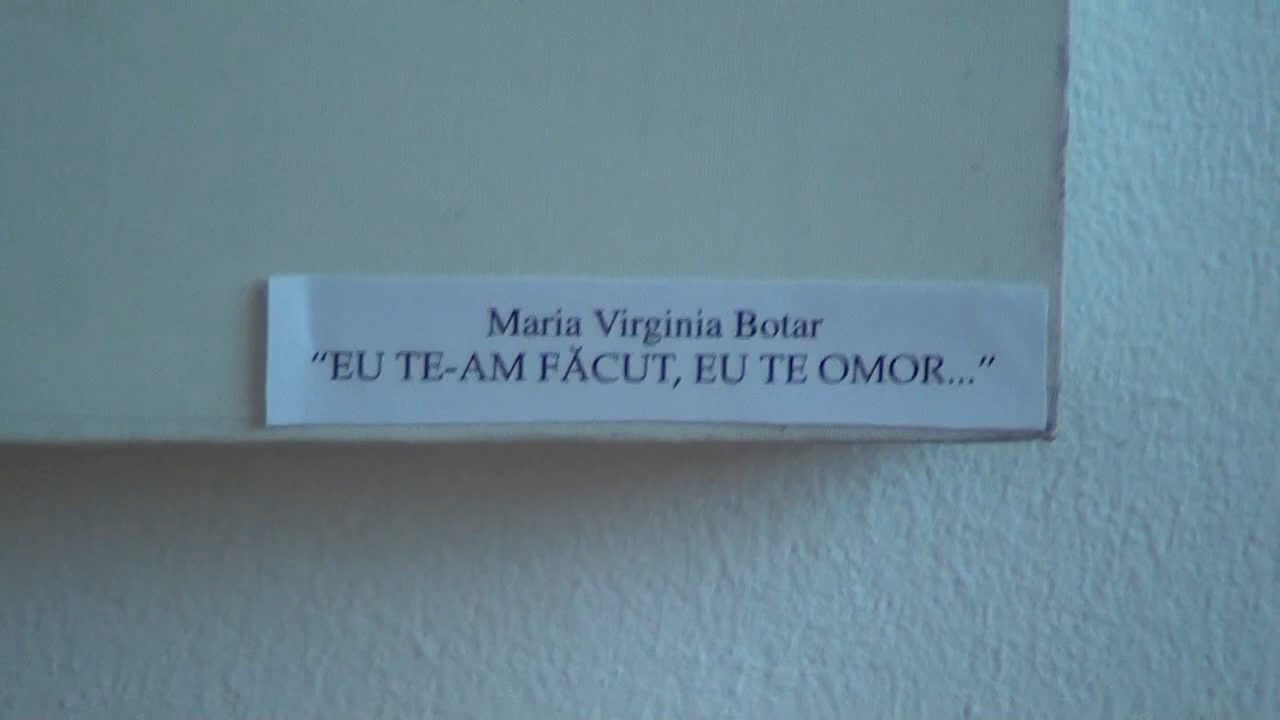 Maria Virginia Botar
“EU TE-AM FĂCUT, EU TE OMOR...”